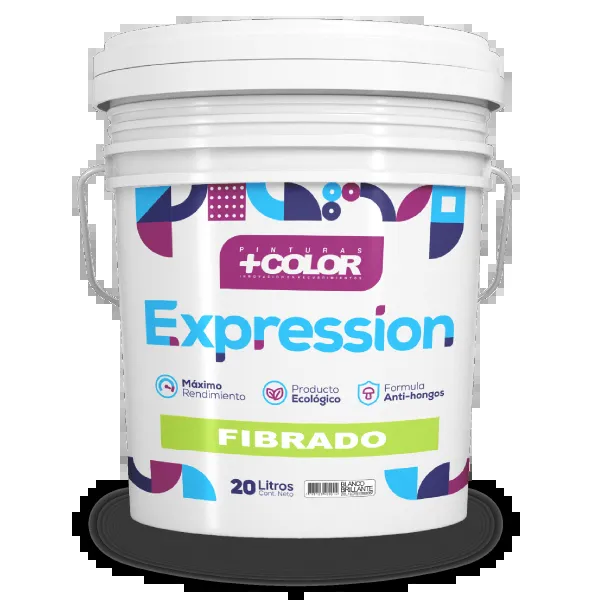 PINTURAS
+COLOR
Expression
Máximo
Rendimiento
Producto
Ecológico
Formula
Anti-hongos
FIBRADO
20 Litros
Cont. Neto
BLANCO
BRILLANTE